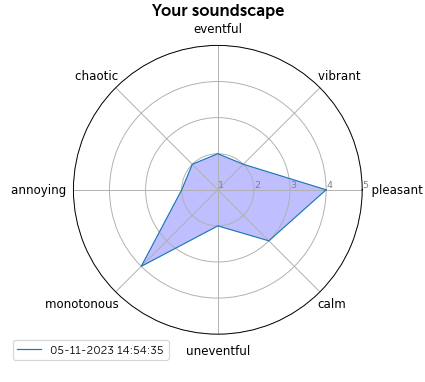 Your soundscape
eventful
chaotic
vibrant
annoying
1 2 3 4 5
pleasant
monotonous
calm
uneventful
05-11-2023 14:54:35